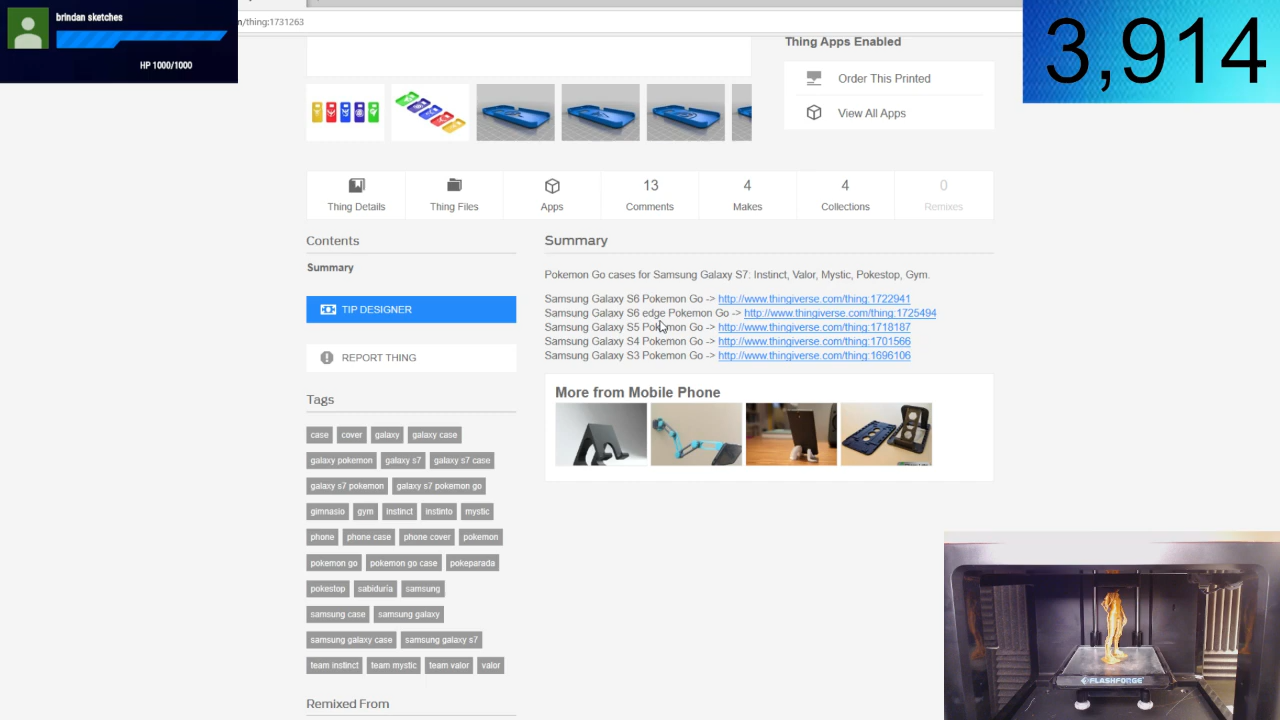 brindan sketches
HP 1000/1000
n/thing:1731263
3,914
Thing Apps Enabled
Order This Printed
View All Apps
Thing Details
Thing Files
Apps
13
Comments
4
Makes
4
Collections
0
Remixes
Contents
Summary
TIP DESIGNER
REPORT THING
Tags
case cover galaxy galaxy case
galaxy pokemon galaxy s7 galaxy s7 case
galaxy s7 pokemon galaxy s7 pokemon go
gimnasio gym instinct instinto mystic
phone phone case phone cover pokemon
pokemon go pokemon go case pokeparada
pokestop sabiduría samsung
samsung case samsung galaxy
samsung galaxy case samsung galaxy s7
team instinct team mystic team valor valor
Remixed From
Summary
Pokemon Go cases for Samsung Galaxy S7: Instinct, Valor, Mystic, Pokestop, Gym.
Samsung Galaxy S6 Pokemon Go -> http://www.thingiverse.com/thing:1722941
Samsung Galaxy S6 edge Pokemon Go -> http://www.thingiverse.com/thing:1725494
Samsung Galaxy S5 Pokemon Go -> http://www.thingiverse.com/thing:1718187
Samsung Galaxy S4 Pokemon Go -> http://www.thingiverse.com/thing:1701566
Samsung Galaxy S3 Pokemon Go -> http://www.thingiverse.com/thing:1696106
More from Mobile Phone
FLASHFORGE